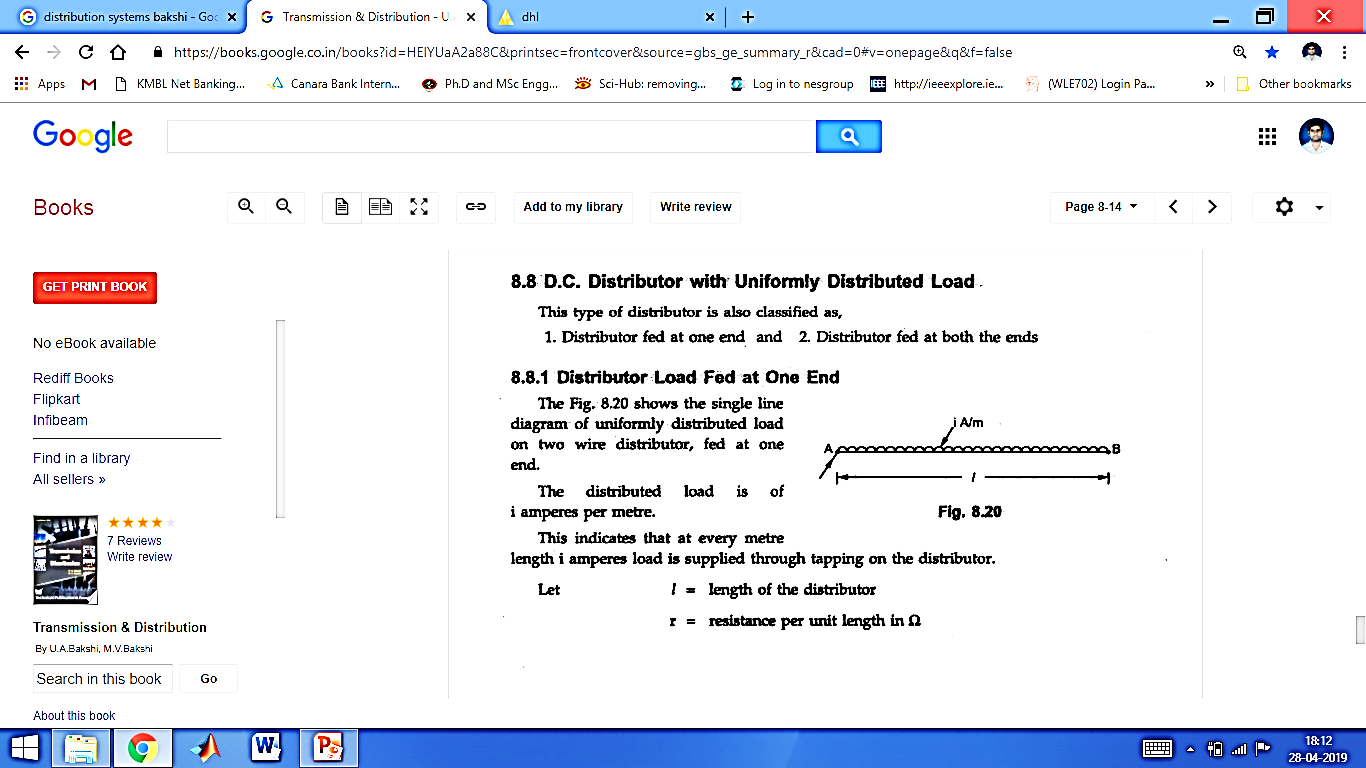 distribution systems bakshi - Goo
Transmission & Distribution - U.A
dhl
https://books.google.co.in/books?id=HEIYUaA2a88C&printsec=frontcover&source=gbs_ge_summary_r&cad=0#v=onepage&q&f=false
Apps
KMBL Net Banking...
Canara Bank Intern...
Ph.D and MSc Engg...
Sci-Hub: removing...
Log in to nesgroup
IEEE http://ieeexplore.ie...
(WLE702) Login Pa...
»
Other bookmarks
Google
Books
Add to my library
Write review
Page 8-14
GET PRINT BOOK
No eBook available
Rediff Books
Flipkart
Infibeam
Find in a library
All sellers »
7 Reviews
Write review
Transmission & Distribution
By U.A.Bakshi, M.V.Bakshi
Search in this book
Go
About this book
8.8 D.C. Distributor with Uniformly Distributed Load
This type of distributor is also classified as,
1. Distributor fed at one end and 2. Distributor fed at both the ends
8.8.1 Distributor Load Fed at One End
The Fig. 8.20 shows the single line
diagram of uniformly distributed load
on two wire distributor, fed at one
end.
The distributed load is of
i amperes per metre.
i A/m
A
B
l
Fig. 8.20
This indicates that at every metre
length i amperes load is supplied through tapping on the distributor.
Let l = length of the distributor
r = resistance per unit length in Ω
18:12
28-04-2019